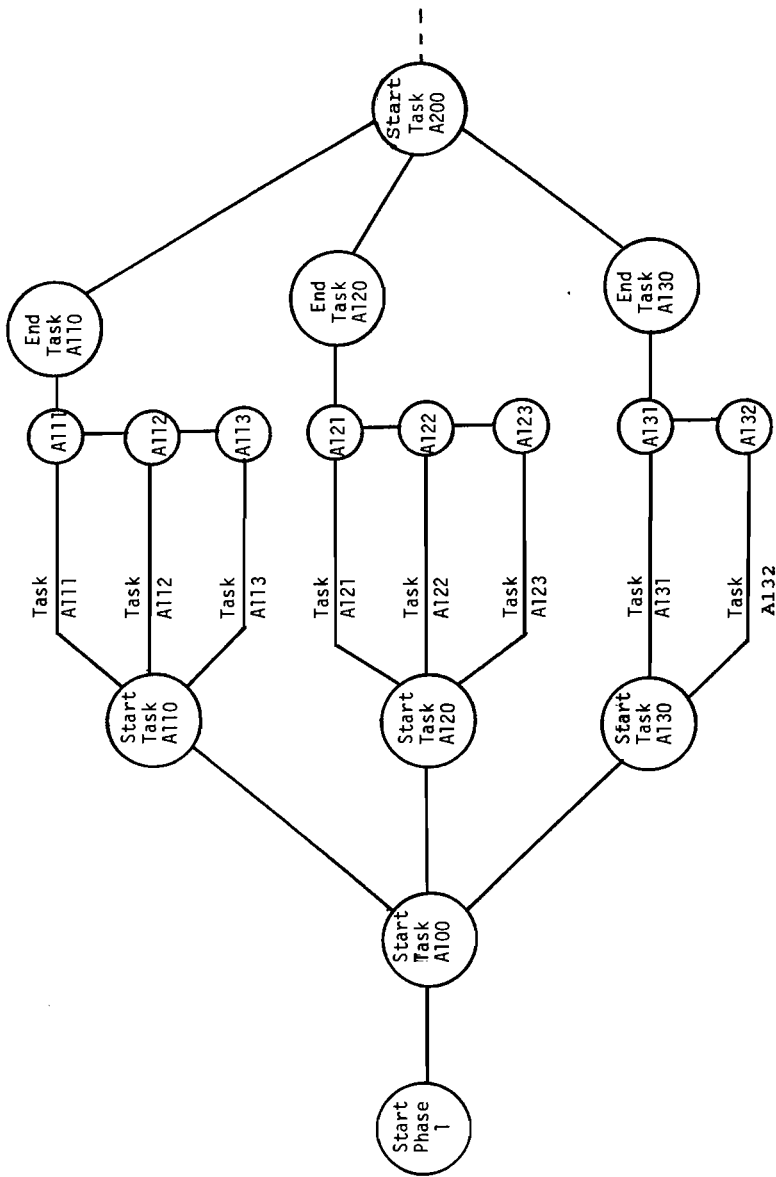 Start
Phase
1
Start
Task
A100
Start
Task
A110
Start
Task
A120
Start
Task
A130
Task
A111
Task
A112
Task
A113
Task
A121
Task
A122
Task
A123
Task
A131
Task
A132
A111
A112
A113
A121
A122
A123
A131
A132
End
Task
A110
End
Task
A120
End
Task
A130
Start
Task
A200